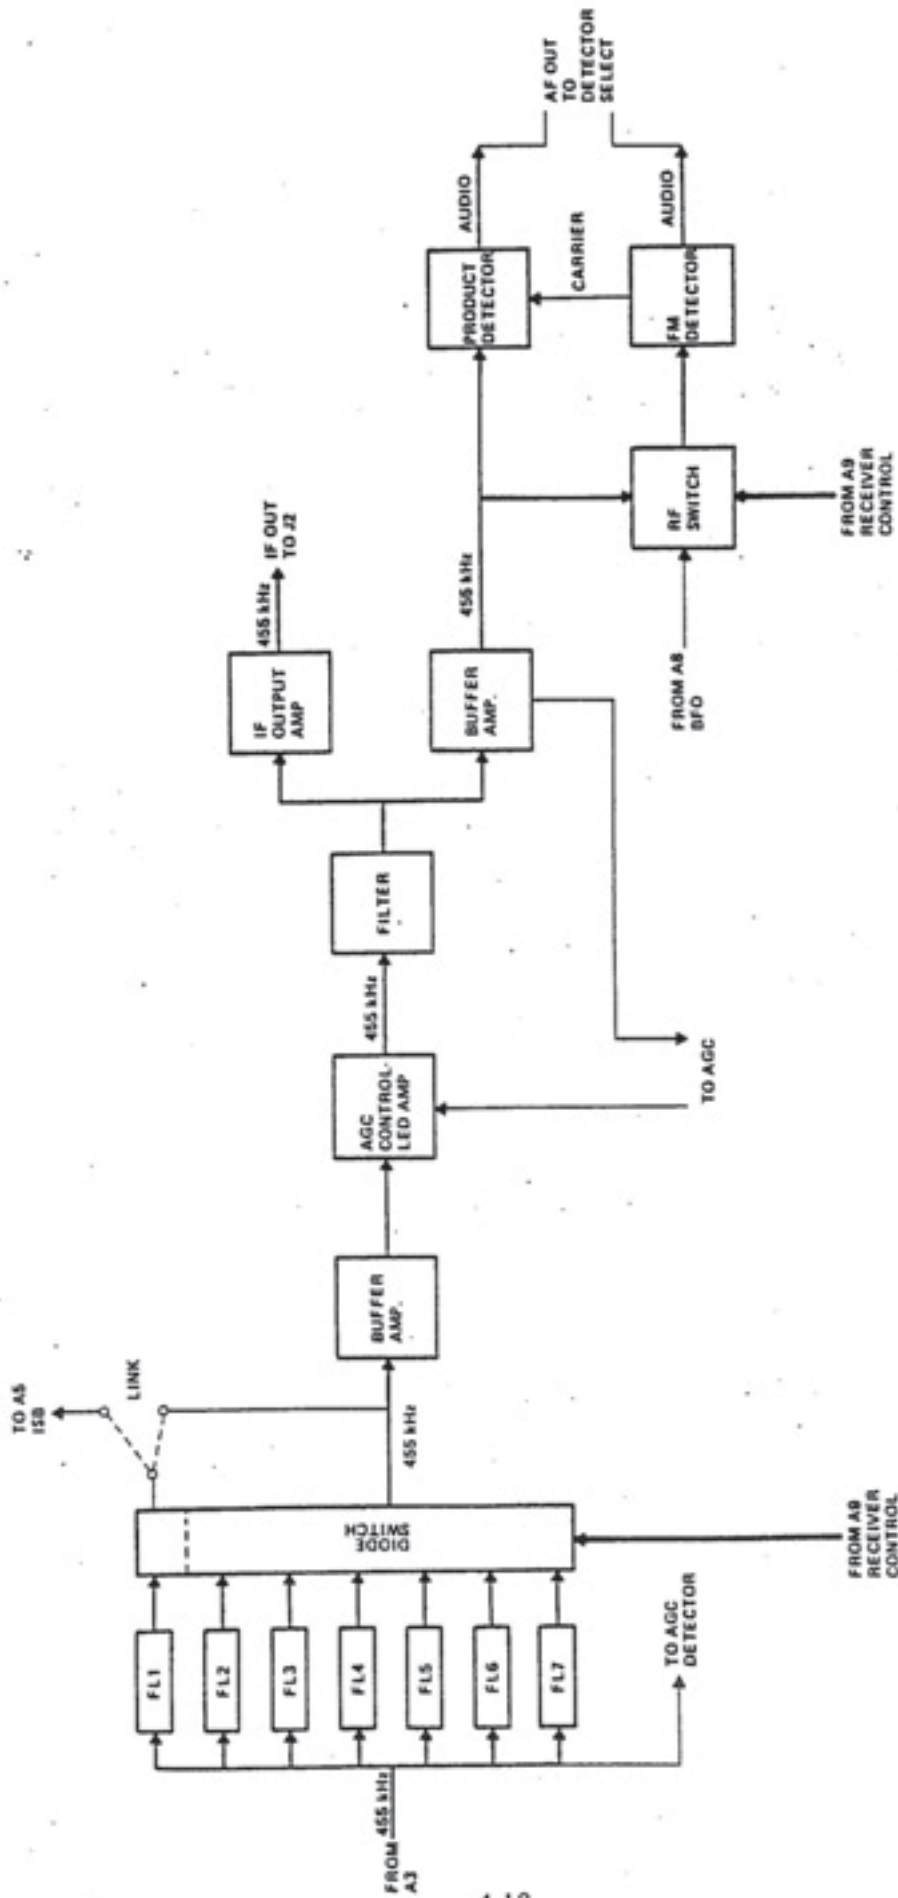 FROM
A3
455 kHz
FL1
FL2
FL3
FL4
FL5
FL6
FL7
TO AGC
DETECTOR
DIODE
SWITCH
FROM A9
RECEIVER
CONTROL
TO A5
ISB
LINK
455 kHz
BUFFER
AMP.
AGC
CONTROL-
LED AMP
455 kHz
TO AGC
FILTER
IF
OUTPUT
AMP
455 kHz
IF OUT
TO J2
BUFFER
AMP.
455 kHz
FROM A8
BFO
RF
SWITCH
FROM A9
RECEIVER
CONTROL
PRODUCT
DETECTOR
CARRIER
FM
DETECTOR
AUDIO
AUDIO
AF OUT
TO
DETECTOR
SELECT